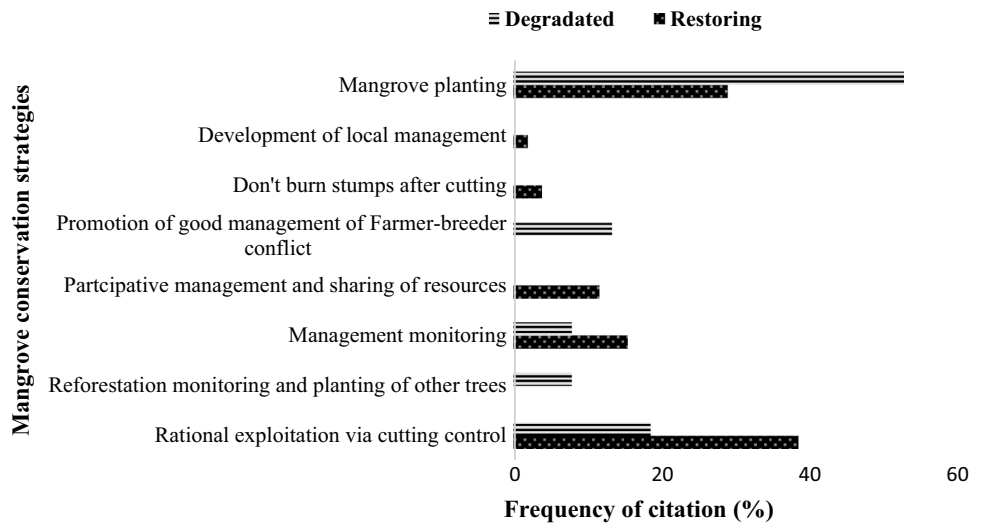 Degradated Restoring
Mangrove conservation strategies
Mangrove planting
Development of local management
Don't burn stumps after cutting
Promotion of good management of Farmer-breeder
conflict
Partcipative management and sharing of resources
Management monitoring
Reforestation monitoring and planting of other trees
Rational exploitation via cutting control
0 20 40 60
Frequency of citation (%)